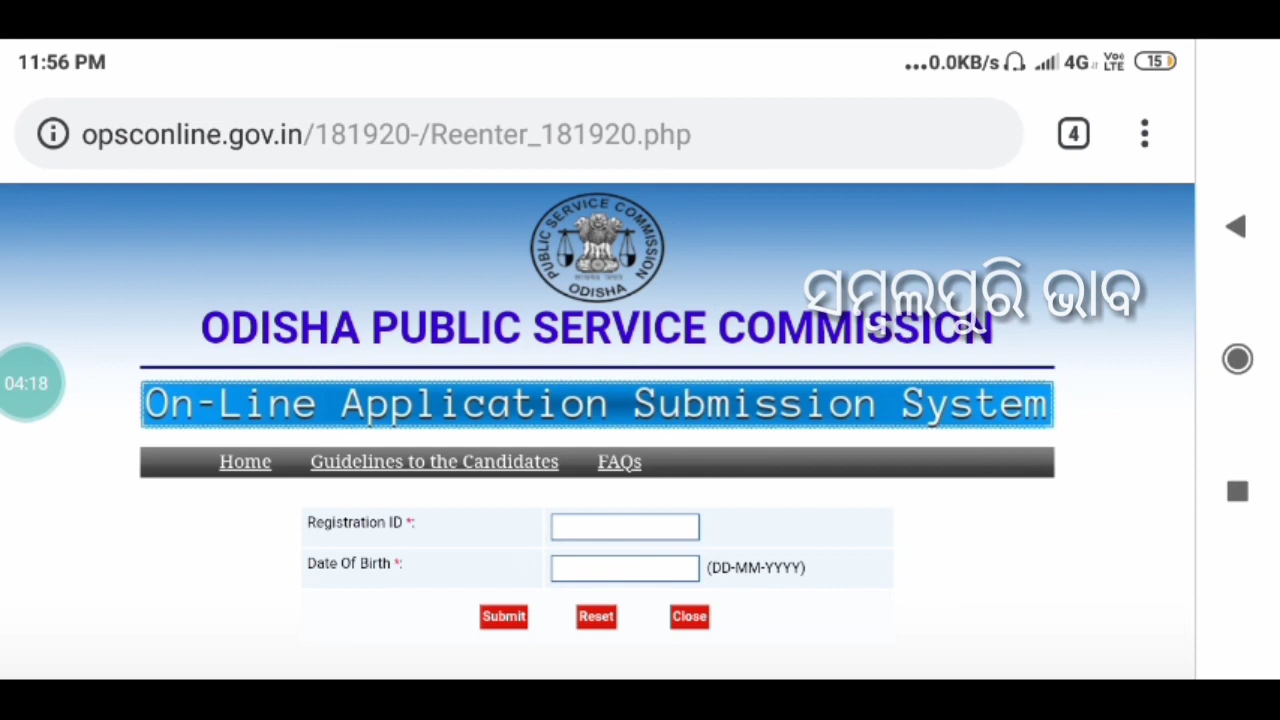 11:56 PM
...0.0KB/s 4G Vo LTE 15
opsconline.gov.in/181920-/Reenter_181920.php
4
PUBLIC SERVICE COMMISSION
ODISHA
ସମ୍ବଲପୁରି ଭାବ
ODISHA PUBLIC SERVICE COMMISSION
04:18
On-Line Application Submission System
Home Guidelines to the Candidates FAQs
Registration ID *:
Date Of Birth *: (DD-MM-YYYY)
Submit Reset Close